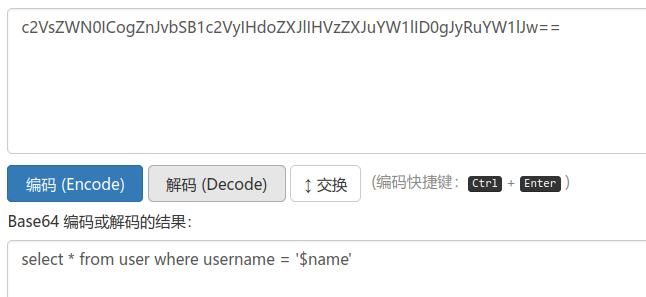 c2VsZWN0ICogZnJvbSB1c2VyIHdoZXJlIHVzZXJuYW1lID0gJyRuYW1lJw==
编码 (Encode) 解码 (Decode) ↕ 交换 (编码快捷键: Ctrl + Enter )
Base64 编码或解码的结果:
select * from user where username = '$name'